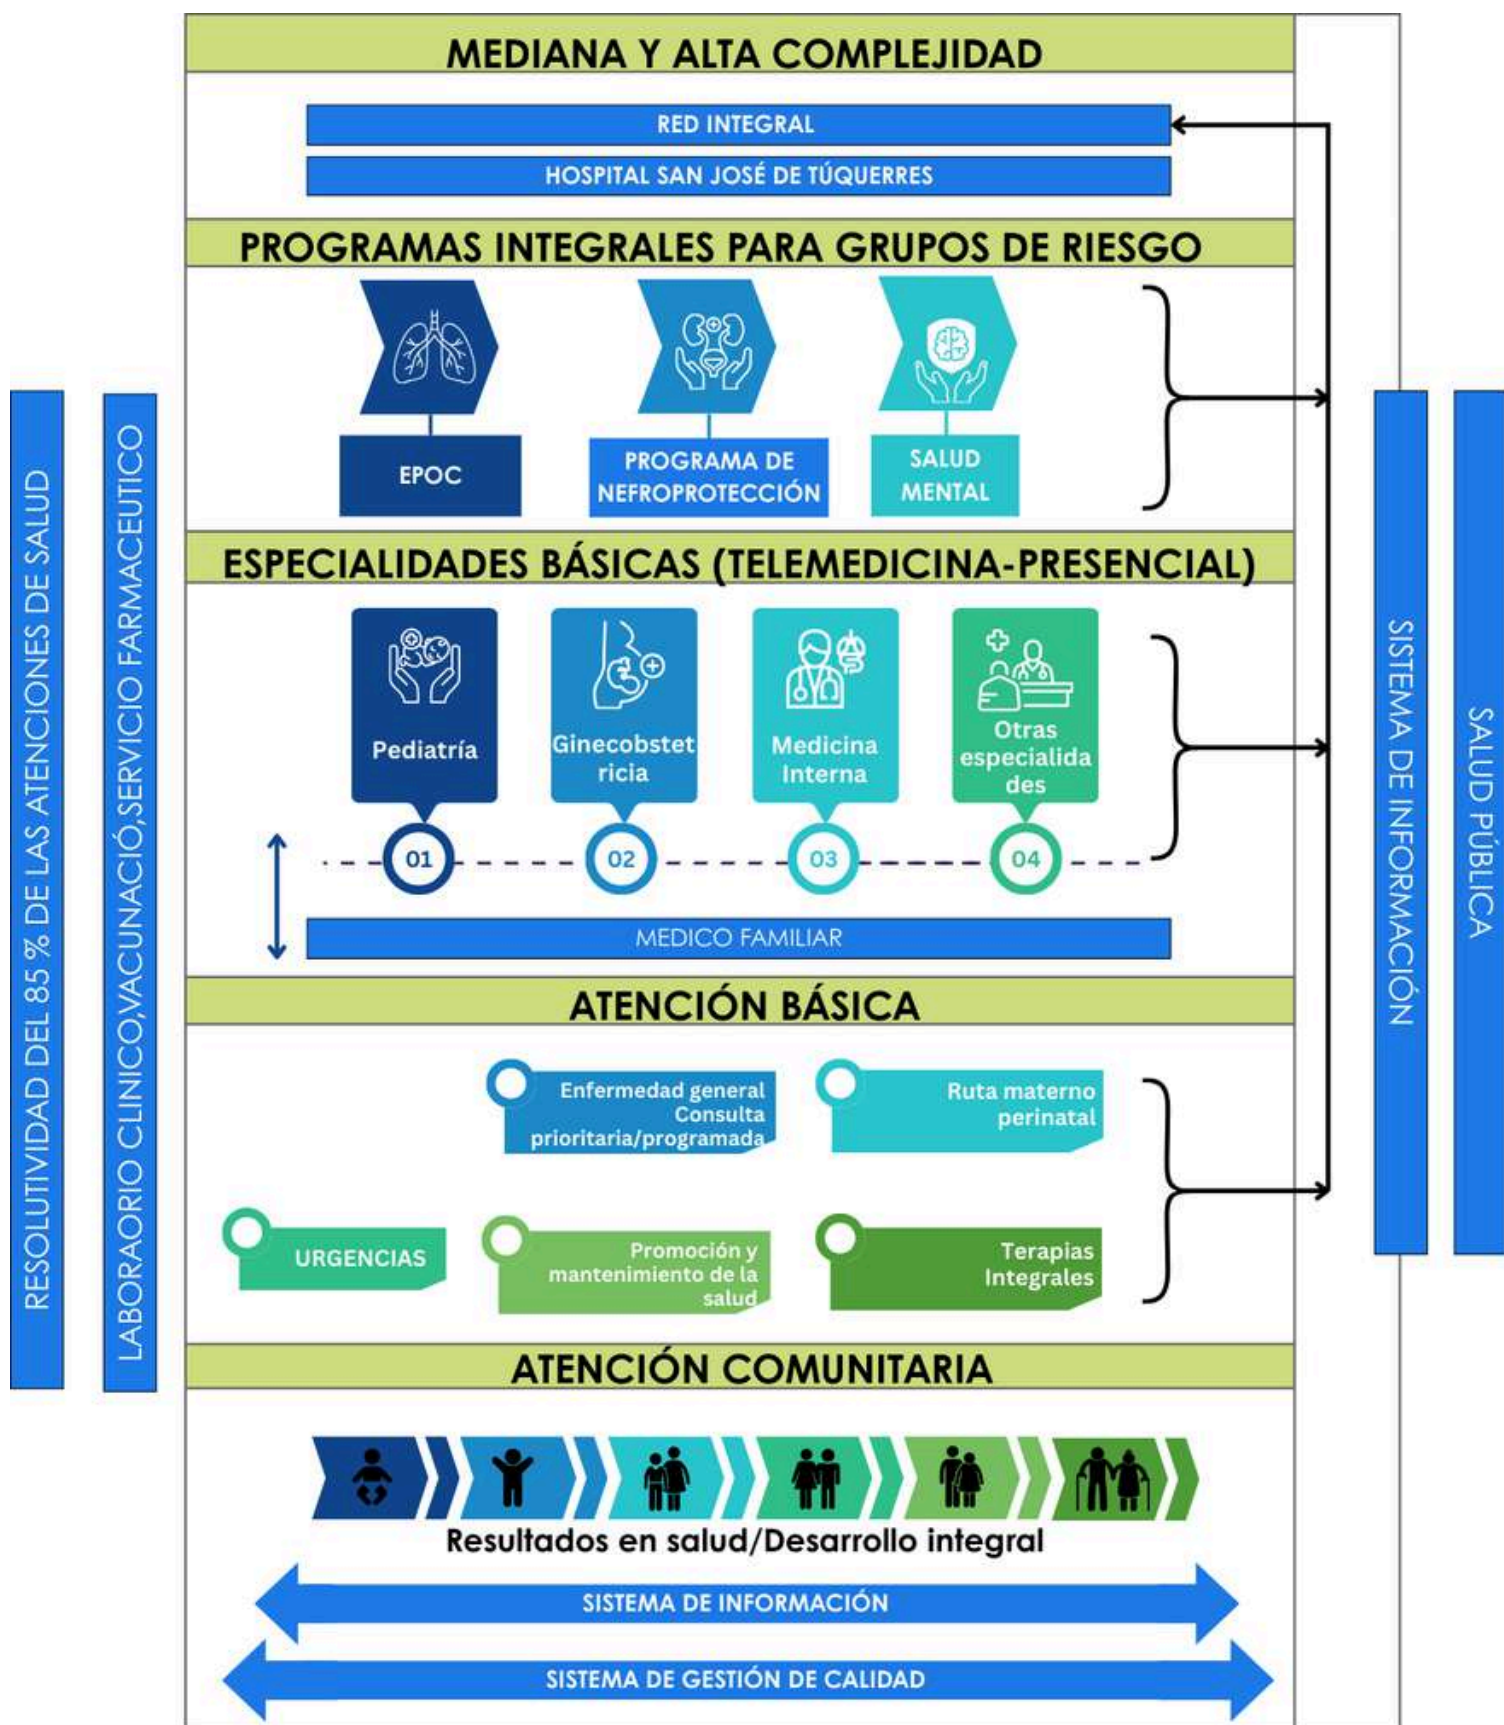 MEDIANA Y ALTA COMPLEJIDAD
RED INTEGRAL
HOSPITAL SAN JOSÉ DE TÚQUERRES
PROGRAMAS INTEGRALES PARA GRUPOS DE RIESGO
EPOC
PROGRAMA DE
NEFROPROTECCIÓN
SALUD
MENTAL
ESPECIALIDADES BÁSICAS (TELEMEDICINA-PRESENCIAL)
Pediatría
Ginecobstet
ricia
Medicina
Interna
Otras
especialida
des
01
02
03
04
MEDICO FAMILIAR
ATENCIÓN BÁSICA
Enfermedad general
Consulta
prioritaria/programada
Ruta materno
perinatal
URGENCIAS
Promoción y
mantenimiento de la
salud
Terapias
Integrales
ATENCIÓN COMUNITARIA
Resultados en salud/Desarrollo integral
SISTEMA DE INFORMACIÓN
SISTEMA DE GESTIÓN DE CALIDAD
RESOLUTIVIDAD DEL 85 % DE LAS ATENCIONES DE SALUD
LABORAORIO CLINICO,VACUNACIÓ,SERVICIO FARMACEUTICO
SISTEMA DE INFORMACIÓN
SALUD PÚBLICA